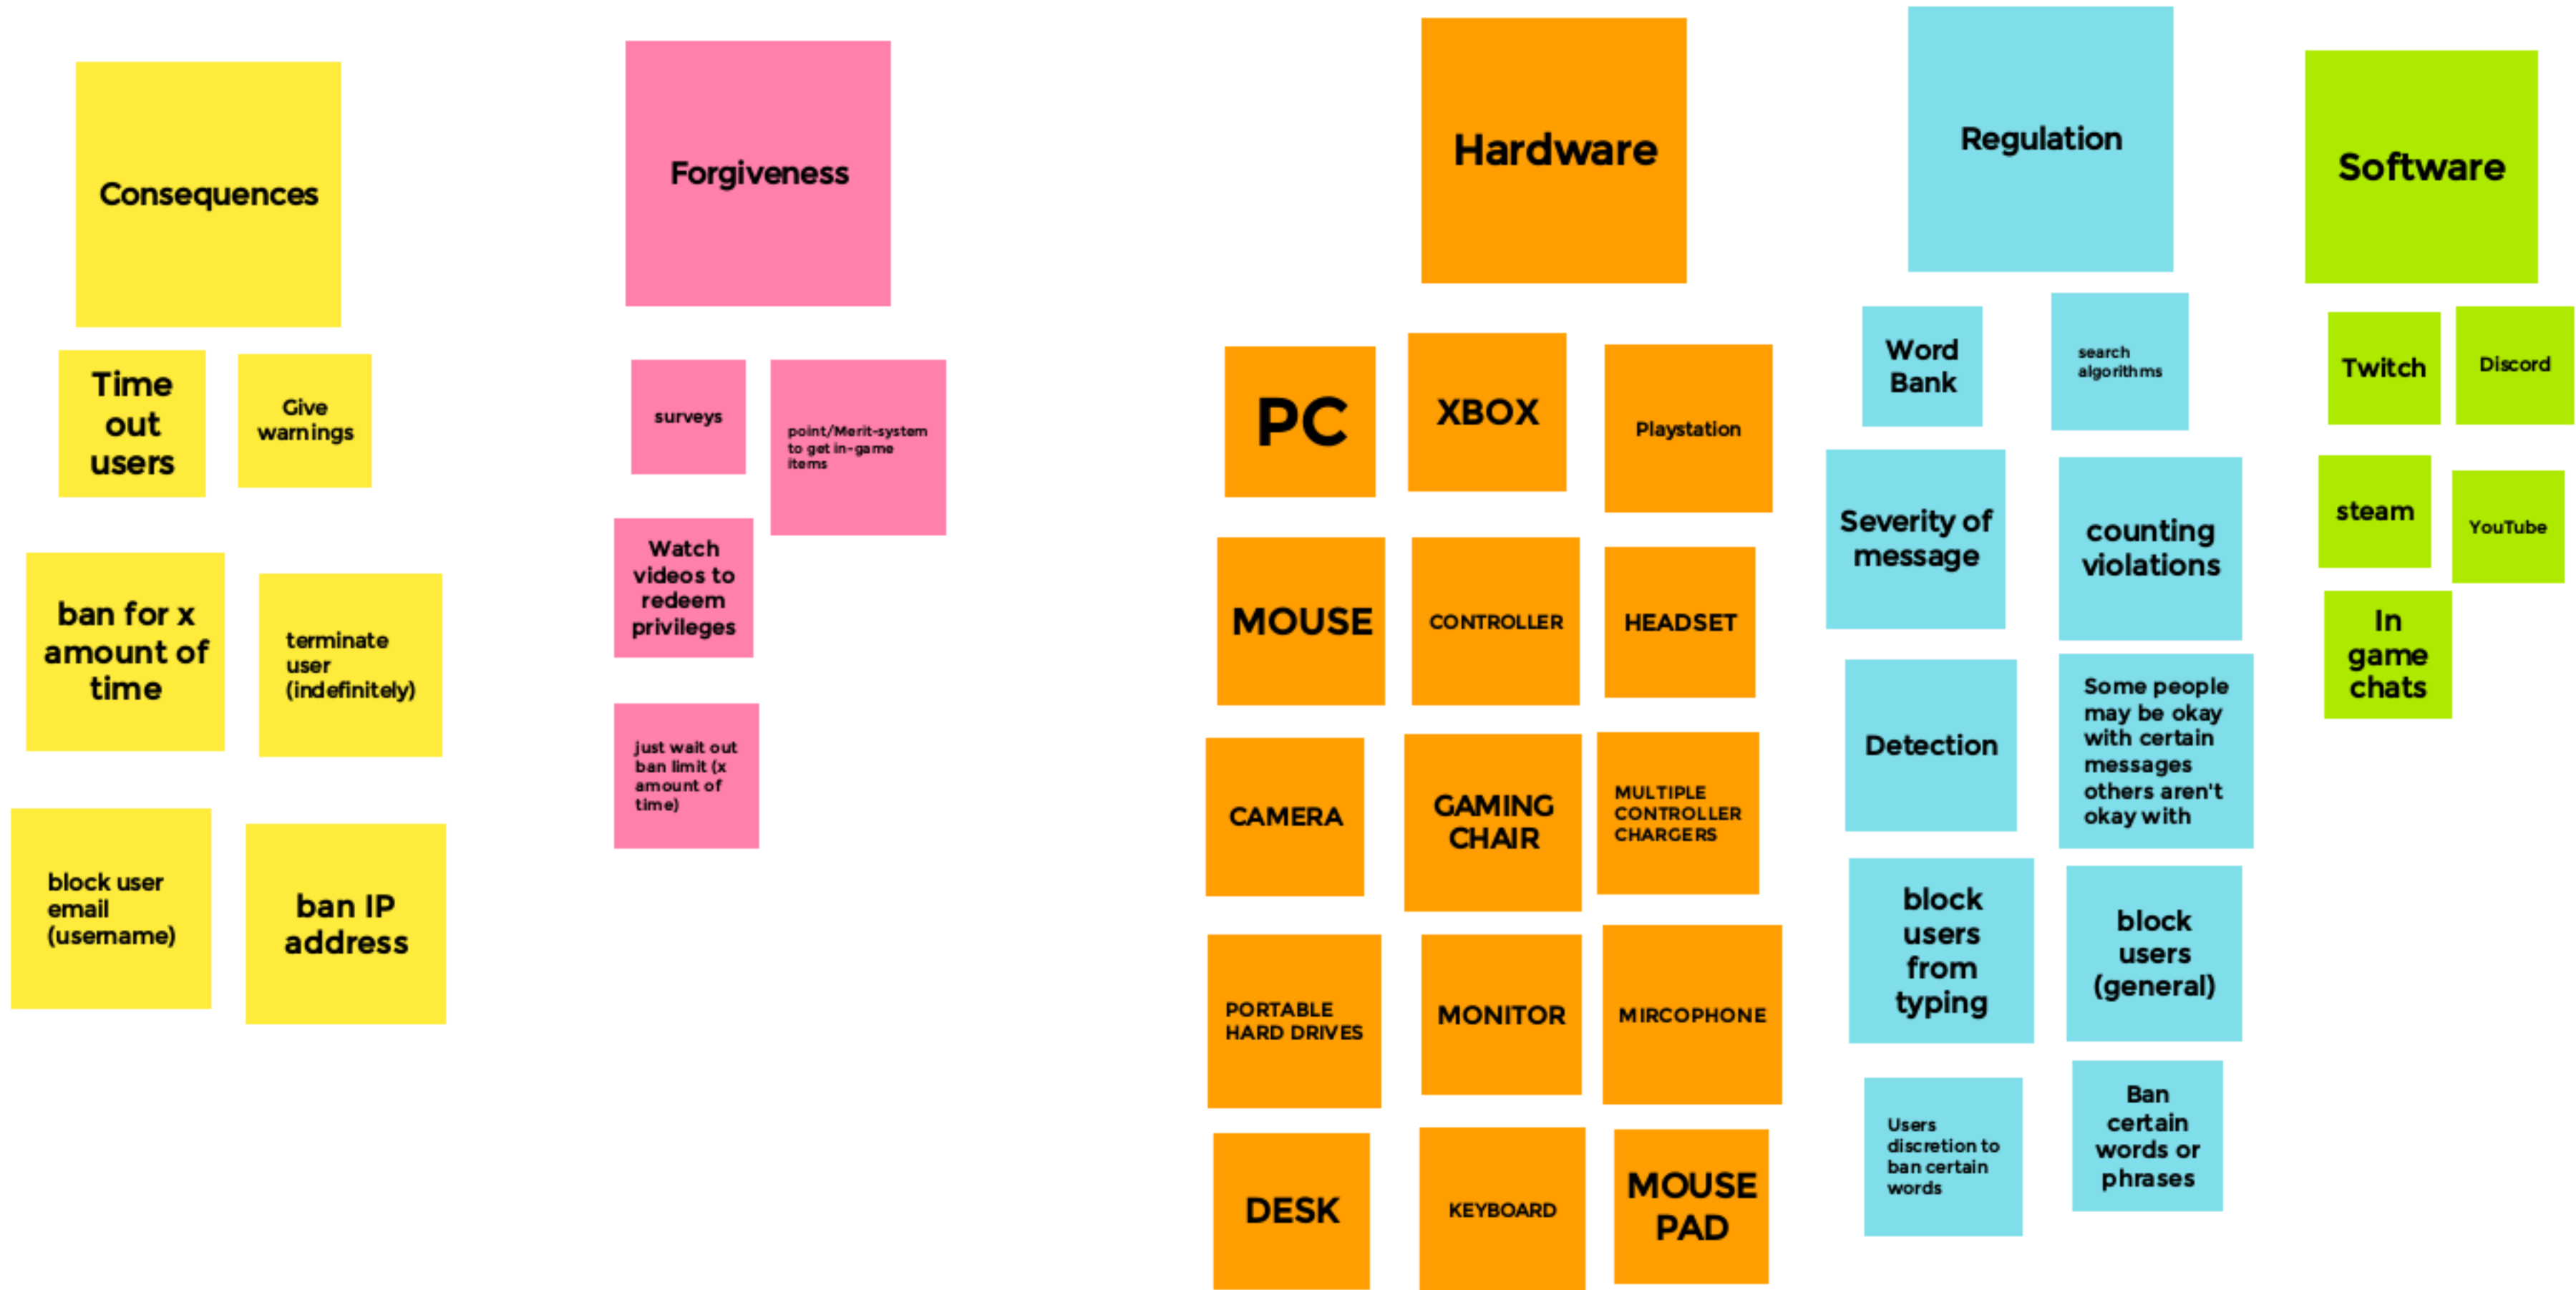 Consequences
Time
out
users
Give
warnings
ban for x
amount of
time
terminate
user
(indefinitely)
block user
email
(username)
ban IP
address
Forgiveness
surveys
point/Merit-system
to get in-game
items
Watch
videos to
redeem
privileges
just wait out
ban limit (x
amount of
time)
Hardware
PC
XBOX
Playstation
MOUSE
CONTROLLER
HEADSET
CAMERA
GAMING
CHAIR
MULTIPLE
CONTROLLER
CHARGERS
PORTABLE
HARD DRIVES
MONITOR
MIRCOPHONE
DESK
KEYBOARD
MOUSE
PAD
Regulation
Word
Bank
search
algorithms
Severity of
message
counting
violations
Detection
Some people
may be okay
with certain
messages
others aren't
okay with
block
users
from
typing
block
users
(general)
Users
discretion to
ban certain
words
Ban
certain
words or
phrases
Software
Twitch
Discord
steam
YouTube
In
game
chats